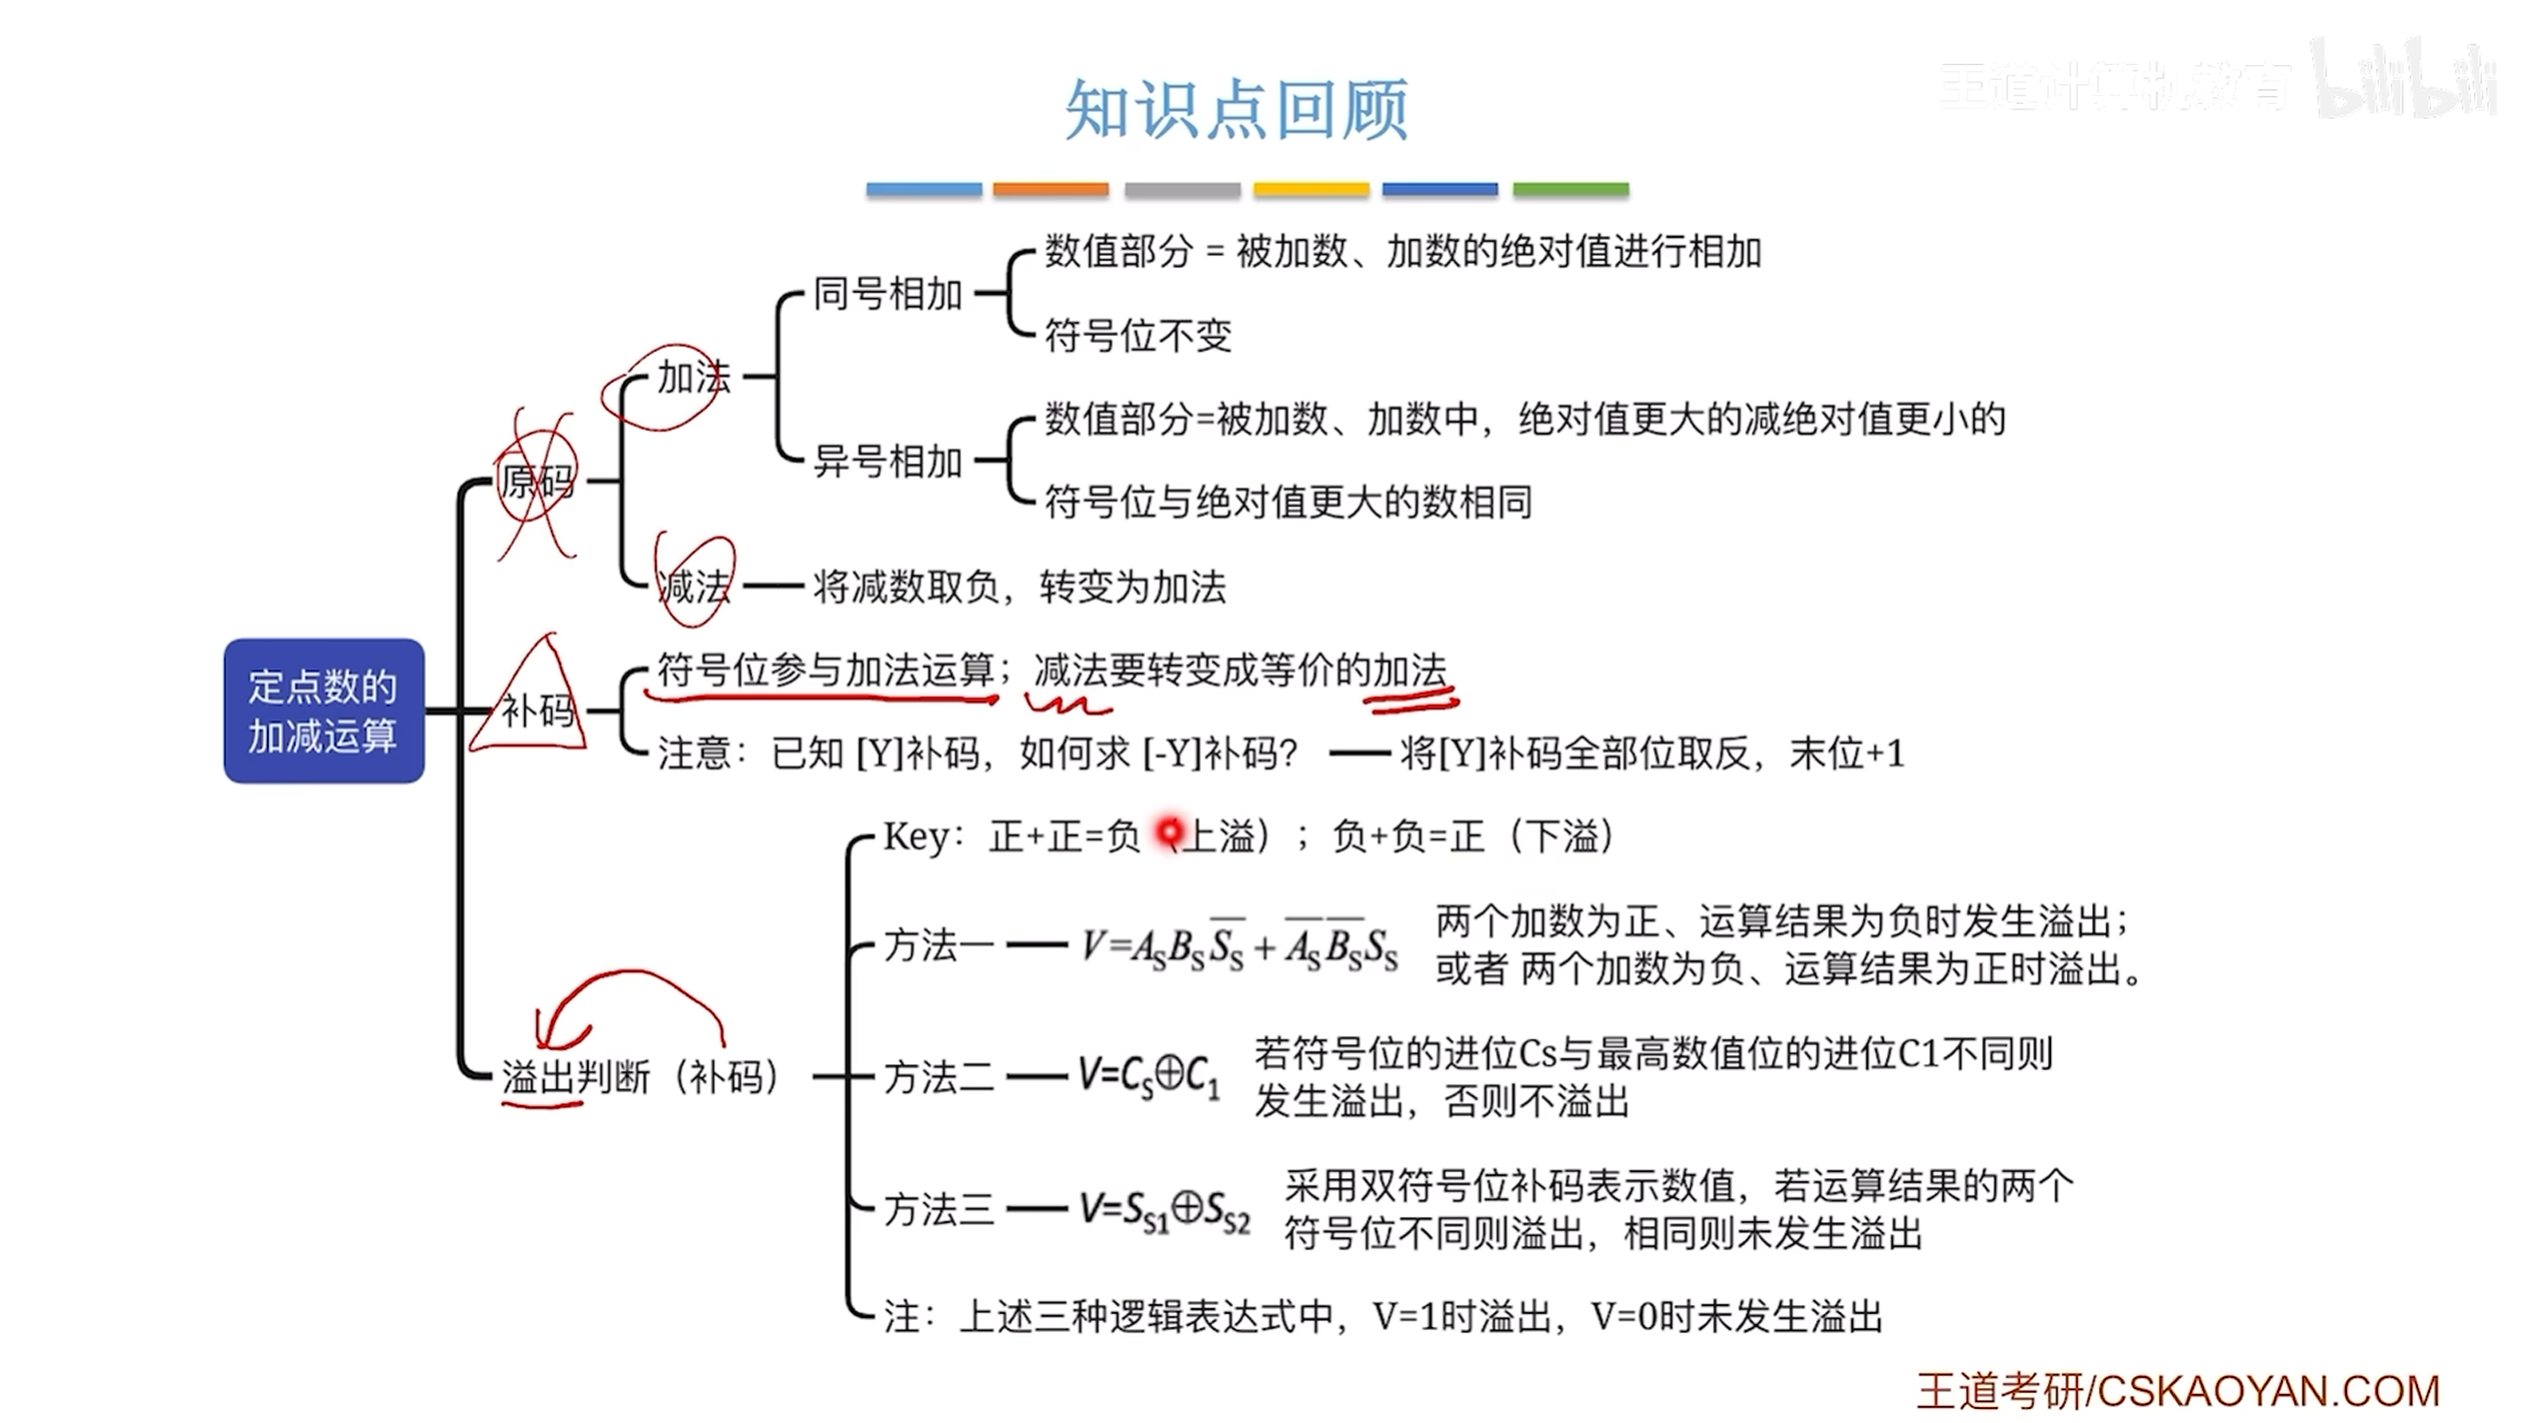 王道计算机教育 bilibili
知识点回顾
数值部分 = 被加数、加数的绝对值进行相加
同号相加
符号位不变
加法
数值部分=被加数、加数中，绝对值更大的减绝对值更小的
异号相加
原码
符号位与绝对值更大的数相同
减法
将减数取负，转变为加法
定点数的
加减运算
符号位参与加法运算；减法要转变成等价的加法
补码
注意：已知 [Y]补码，如何求 [-Y]补码？
将[Y]补码全部位取反，末位+1
Key：正+正=负（上溢）；负+负=正（下溢）
方法一
V=A_S B_S S̅_S + A̅_S B̅_S S_S
两个加数为正、运算结果为负时发生溢出；
或者 两个加数为负、运算结果为正时溢出。
溢出判断（补码）
方法二
V=C_S⊕C_1
若符号位的进位Cs与最高数值位的进位C1不同则
发生溢出，否则不溢出
方法三
V=S_S1⊕S_S2
采用双符号位补码表示数值，若运算结果的两个
符号位不同则溢出，相同则未发生溢出
注：上述三种逻辑表达式中，V=1时溢出，V=0时未发生溢出
王道考研/CSKAOYAN.COM